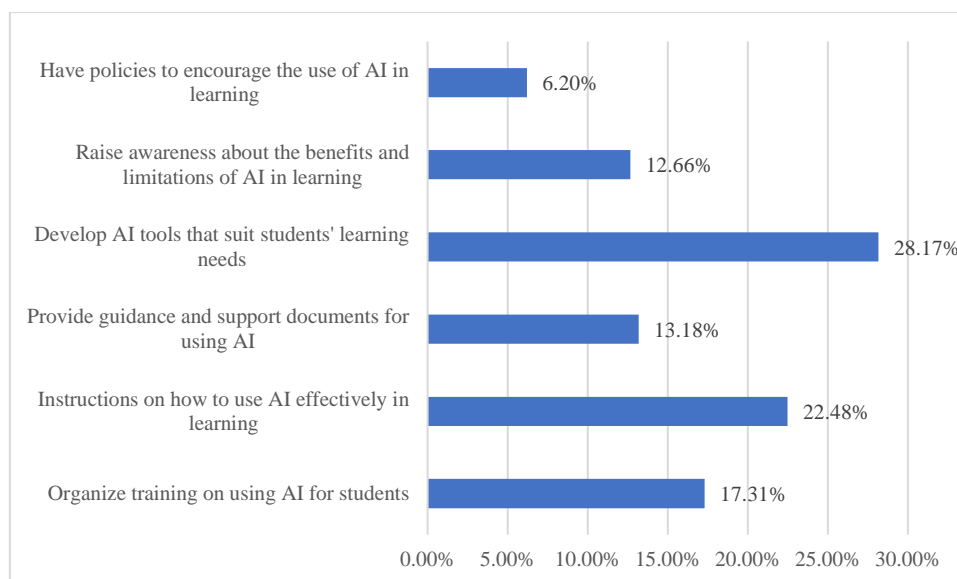 Have policies to encourage the use of AI in
learning
6.20%
Raise awareness about the benefits and
limitations of AI in learning
12.66%
Develop AI tools that suit students' learning
needs
28.17%
Provide guidance and support documents for
using AI
13.18%
Instructions on how to use AI effectively in
learning
22.48%
Organize training on using AI for students
17.31%
0.00% 5.00% 10.00% 15.00% 20.00% 25.00% 30.00%